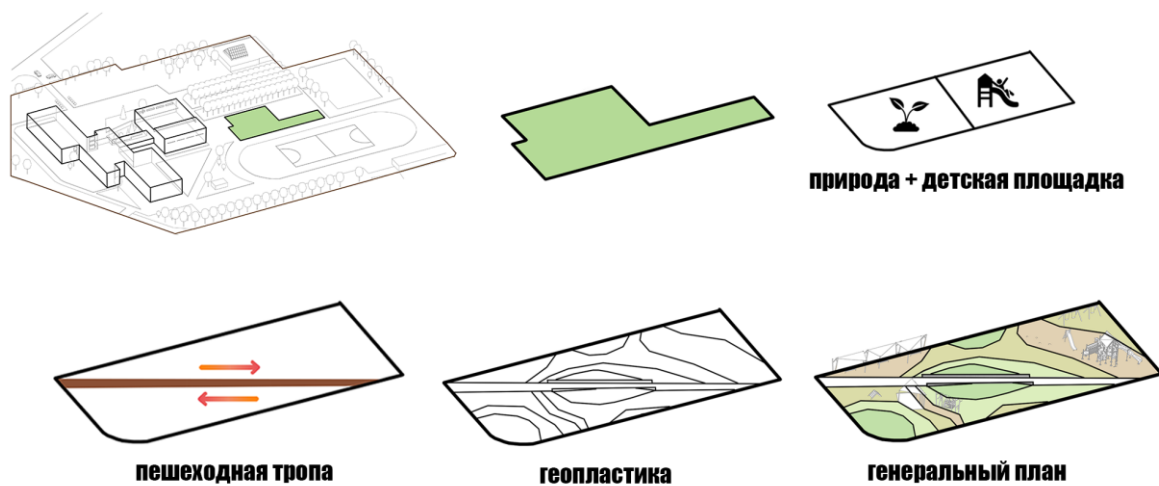 природа + детская площадка
пешеходная тропа
геопластика
генеральный план